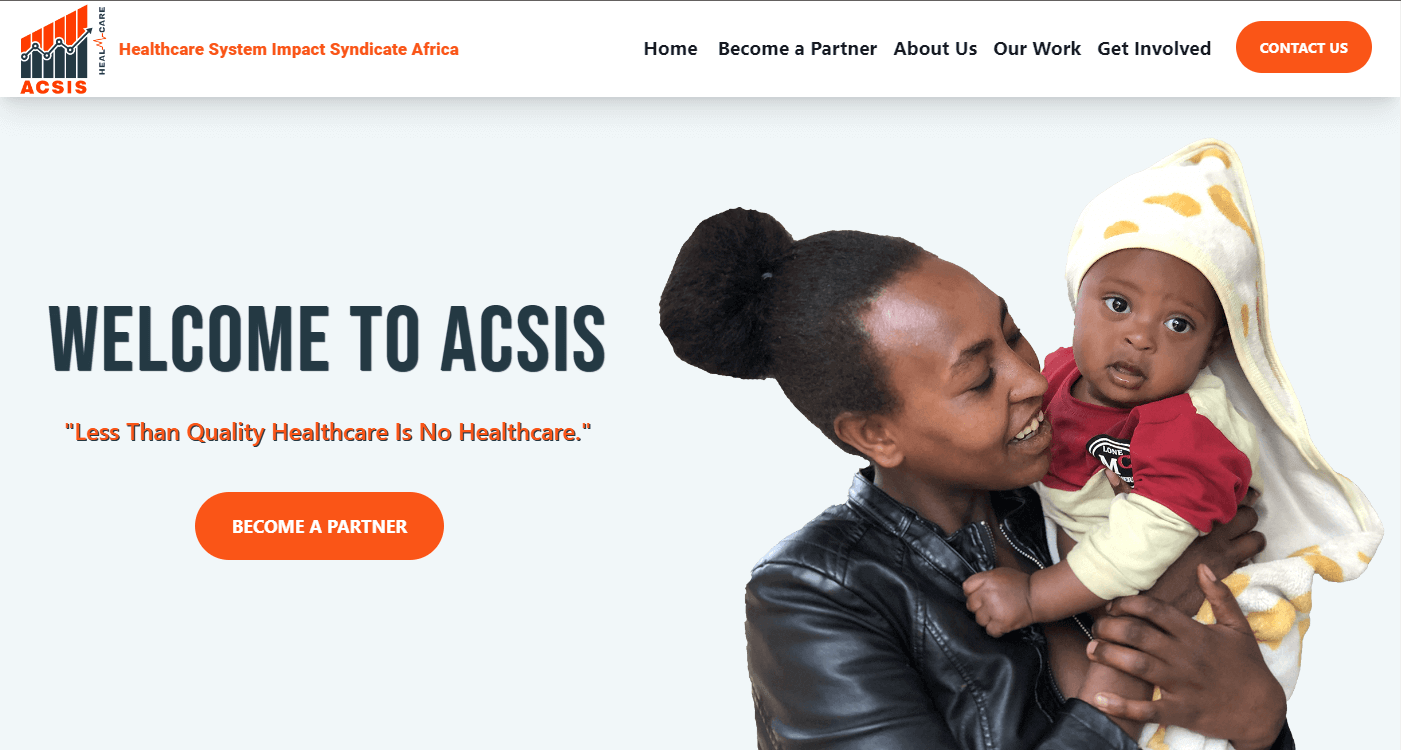 HEAL CARE
ACSIS
Healthcare System Impact Syndicate Africa
Home Become a Partner About Us Our Work Get Involved CONTACT US
WELCOME TO ACSIS
"Less Than Quality Healthcare Is No Healthcare."
BECOME A PARTNER
LONE